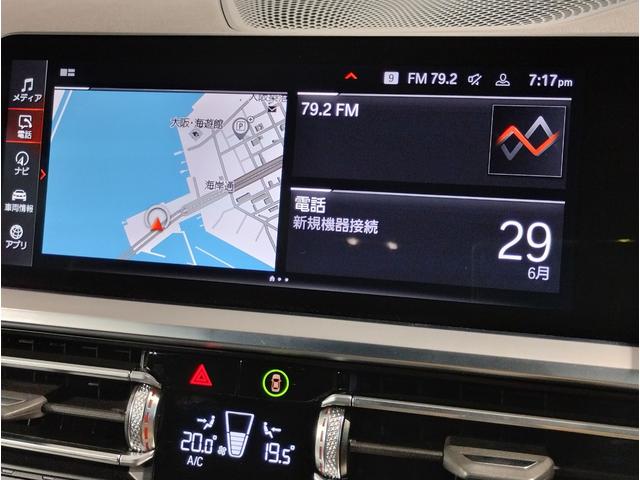 9 FM 79.2 7:17pm
メディア
電話
ナビ
車両情報
アプリ
大阪・海遊館
P
海岸通
79.2 FM
電話
新規機器接続
29
6月
20.0 19.5
A/C